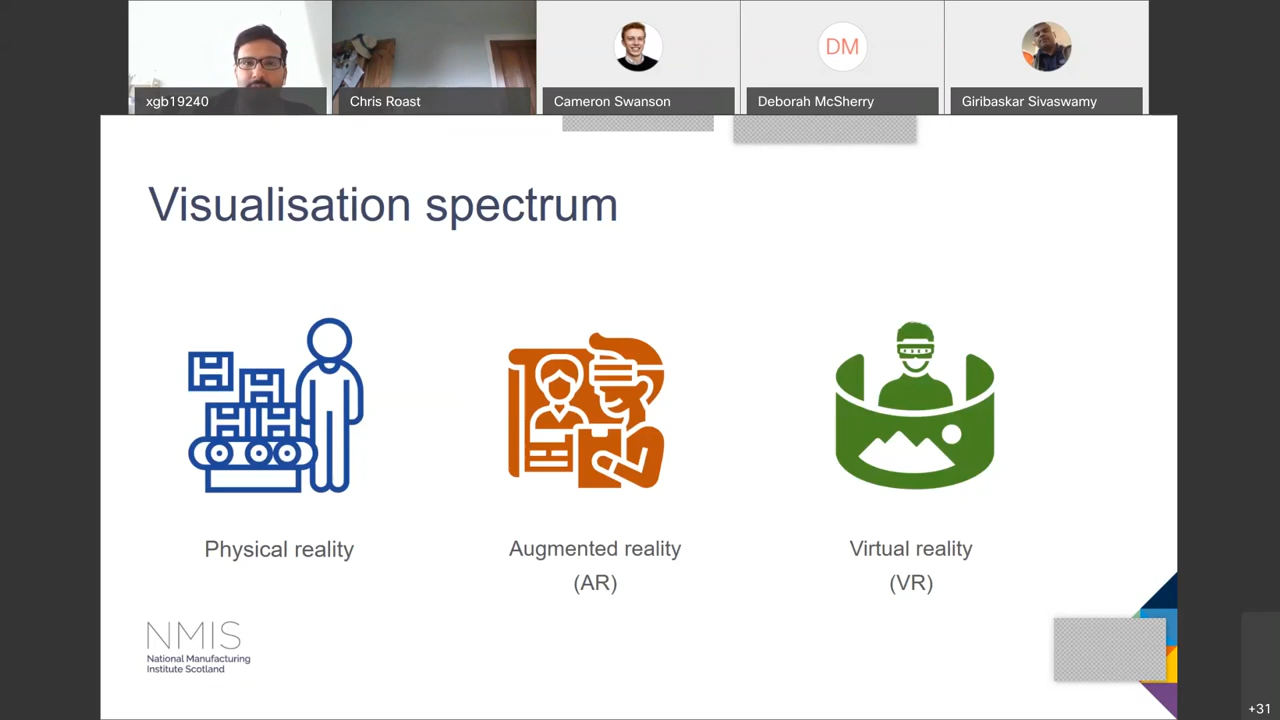 xgb19240
Chris Roast
Cameron Swanson
DM
Deborah McSherry
Giribaskar Sivaswamy
Visualisation spectrum
Physical reality
Augmented reality
(AR)
Virtual reality
(VR)
NMIS
National Manufacturing
Institute Scotland
+31